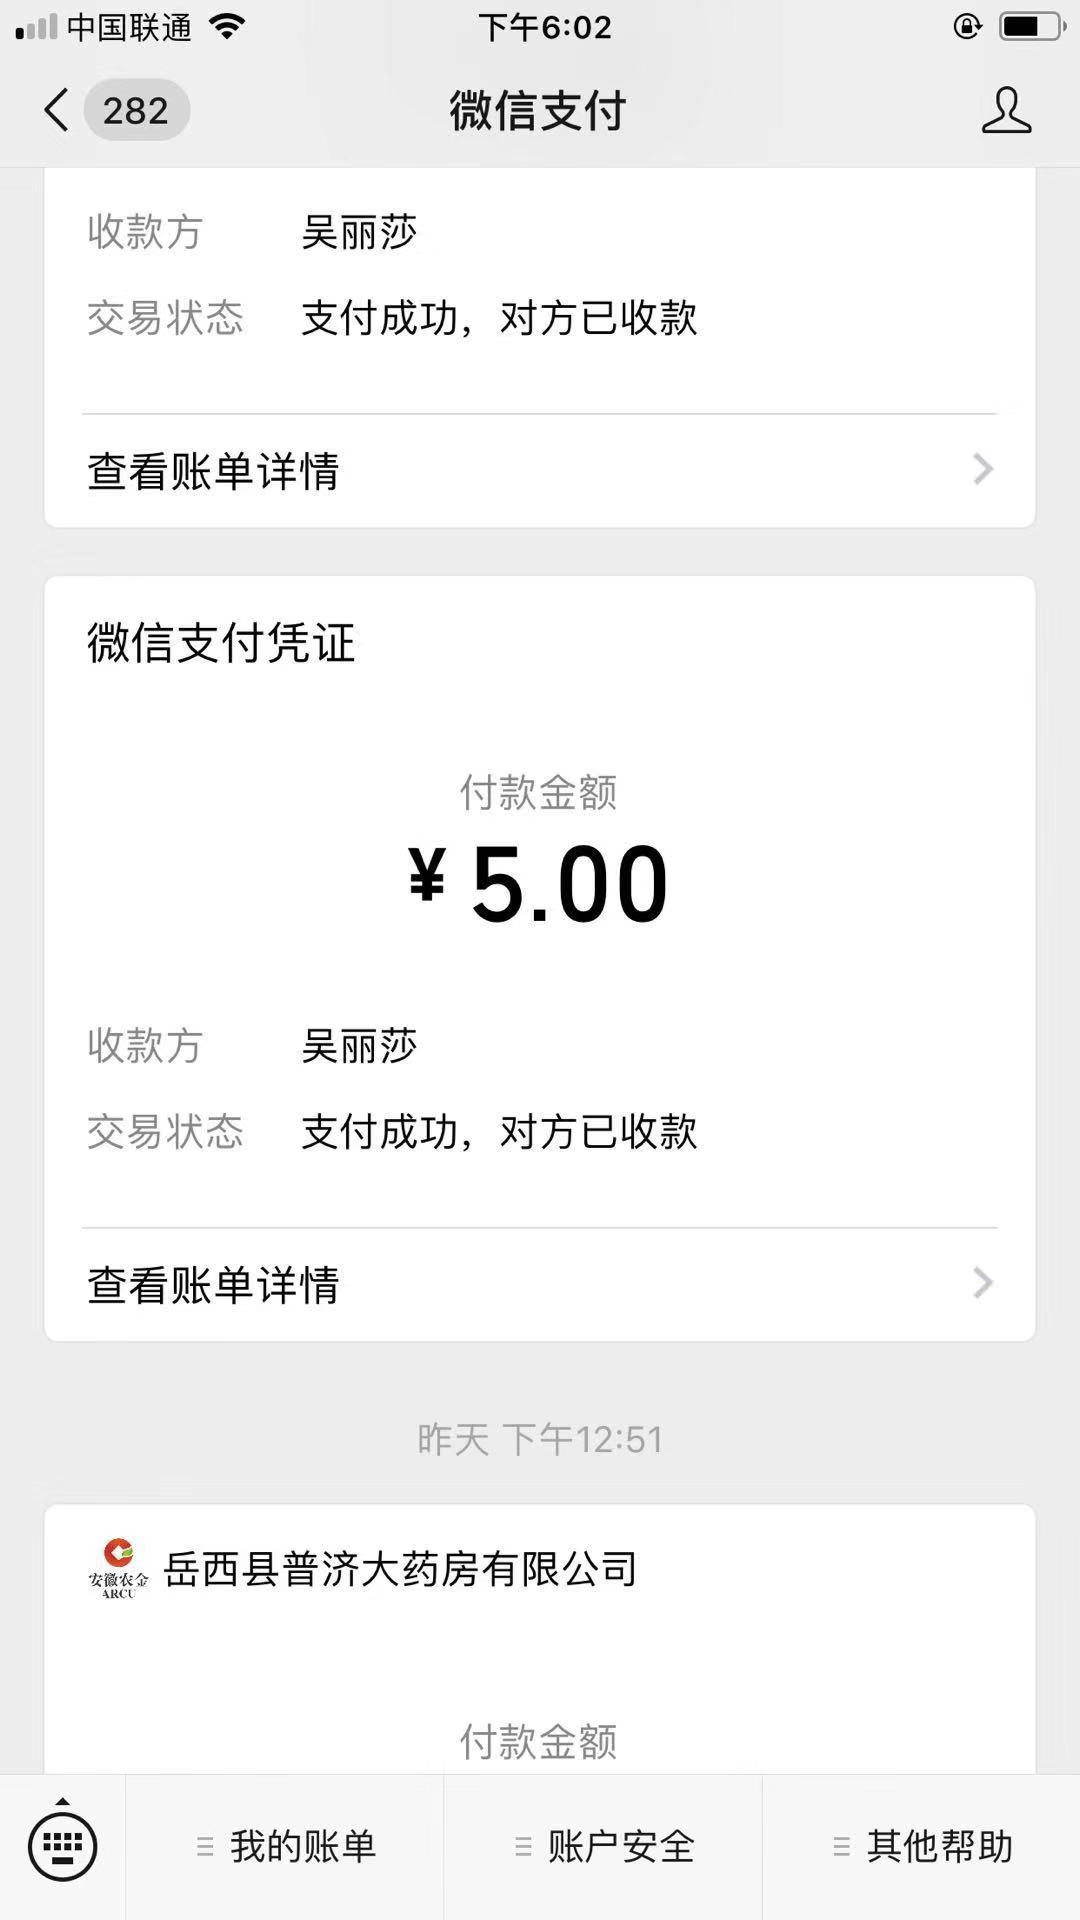 中国联通
下午6:02
282
微信支付
收款方 吴丽莎
交易状态 支付成功，对方已收款
查看账单详情
微信支付凭证
付款金额
¥5.00
收款方 吴丽莎
交易状态 支付成功，对方已收款
查看账单详情
昨天 下午12:51
安徽农金
ARCU
岳西县普济大药房有限公司
付款金额
我的账单
账户安全
其他帮助